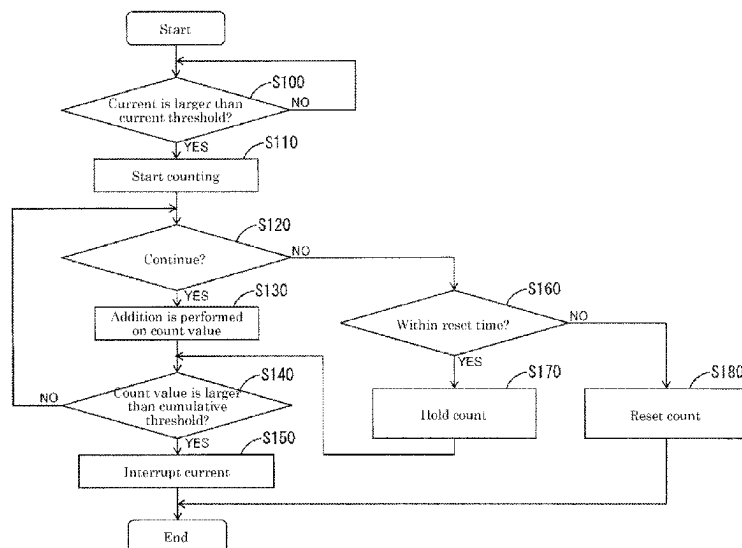 Start
S100
Current is larger than
current threshold?
NO
YES
S110
Start counting
S120
Continue?
NO
YES
S130
Addition is performed
on count value
S160
Within reset time?
NO
YES
S140
Count value is larger
than cumulative
threshold?
NO
YES
S170
Hold count
S180
Reset count
S150
Interrupt current
End